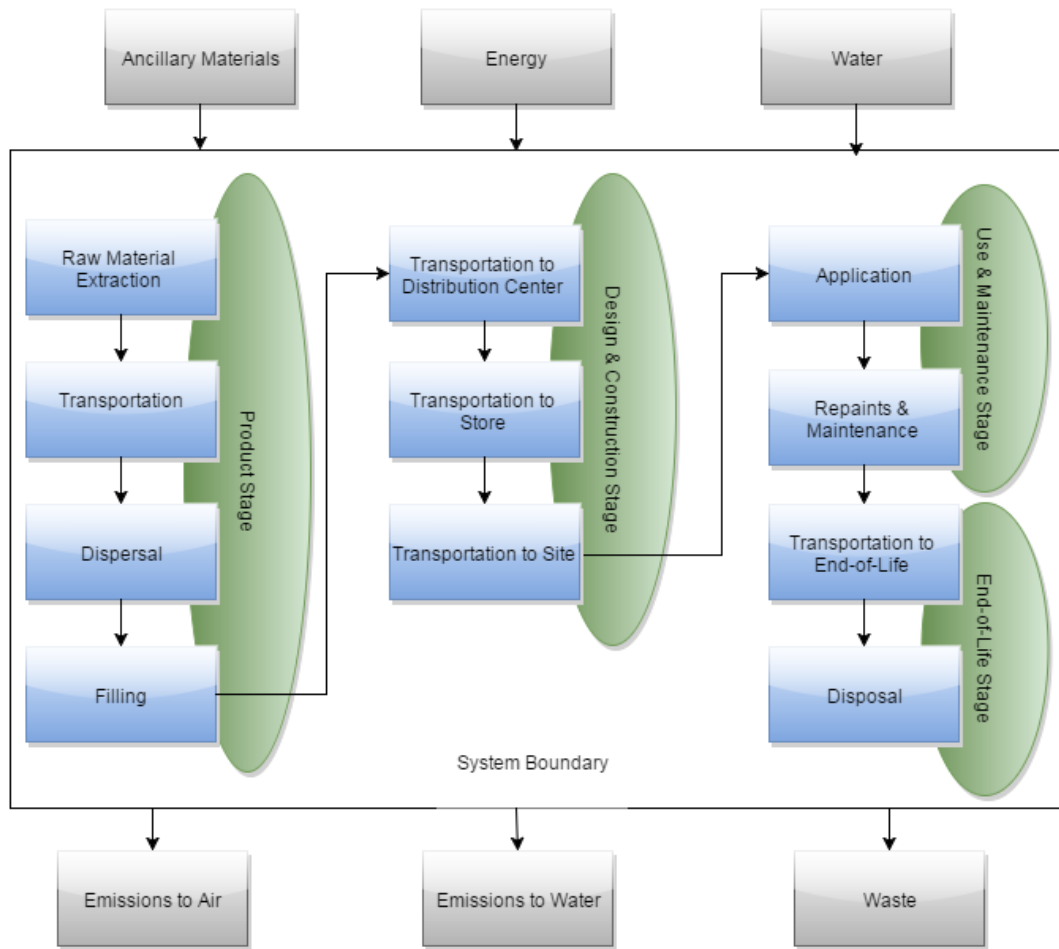 Ancillary Materials
Energy
Water
Raw Material
Extraction
Transportation
Dispersal
Filling
Product Stage
Transportation to
Distribution Center
Transportation to
Store
Transportation to Site
Design & Construction Stage
Application
Repaints &
Maintenance
Use & Maintenance Stage
Transportation to
End-of-Life
Disposal
End-of-Life Stage
System Boundary
Emissions to Air
Emissions to Water
Waste